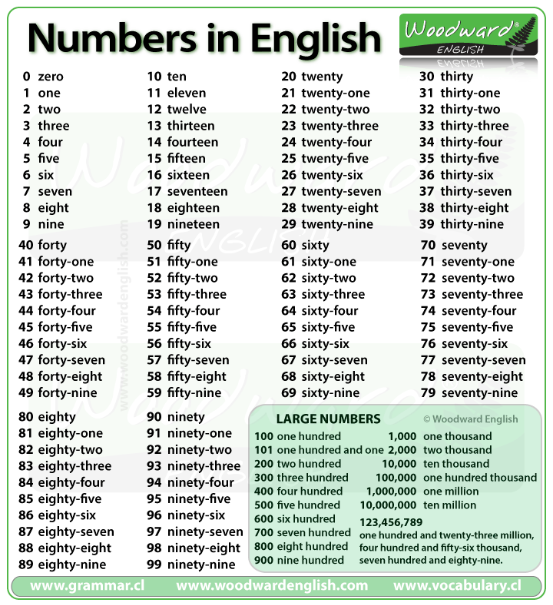 Numbers in English
Woodward®
ENGLISH
0 zero
1 one
2 two
3 three
4 four
5 five
6 six
7 seven
8 eight
9 nine
10 ten
11 eleven
12 twelve
13 thirteen
14 fourteen
15 fifteen
16 sixteen
17 seventeen
18 eighteen
19 nineteen
20 twenty
21 twenty-one
22 twenty-two
23 twenty-three
24 twenty-four
25 twenty-five
26 twenty-six
27 twenty-seven
28 twenty-eight
29 twenty-nine
30 thirty
31 thirty-one
32 thirty-two
33 thirty-three
34 thirty-four
35 thirty-five
36 thirty-six
37 thirty-seven
38 thirty-eight
39 thirty-nine
40 forty
41 forty-one
42 forty-two
43 forty-three
44 forty-four
45 forty-five
46 forty-six
47 forty-seven
48 forty-eight
49 forty-nine
50 fifty
51 fifty-one
52 fifty-two
53 fifty-three
54 fifty-four
55 fifty-five
56 fifty-six
57 fifty-seven
58 fifty-eight
59 fifty-nine
60 sixty
61 sixty-one
62 sixty-two
63 sixty-three
64 sixty-four
65 sixty-five
66 sixty-six
67 sixty-seven
68 sixty-eight
69 sixty-nine
70 seventy
71 seventy-one
72 seventy-two
73 seventy-three
74 seventy-four
75 seventy-five
76 seventy-six
77 seventy-seven
78 seventy-eight
79 seventy-nine
80 eighty
81 eighty-one
82 eighty-two
83 eighty-three
84 eighty-four
85 eighty-five
86 eighty-six
87 eighty-seven
88 eighty-eight
89 eighty-nine
90 ninety
91 ninety-one
92 ninety-two
93 ninety-three
94 ninety-four
95 ninety-five
96 ninety-six
97 ninety-seven
98 ninety-eight
99 ninety-nine
LARGE NUMBERS
© Woodward English
100 one hundred
101 one hundred and one
200 two hundred
300 three hundred
400 four hundred
500 five hundred
600 six hundred
700 seven hundred
800 eight hundred
900 nine hundred
1,000 one thousand
2,000 two thousand
10,000 ten thousand
100,000 one hundred thousand
1,000,000 one million
10,000,000 ten million
123,456,789
one hundred and twenty-three million,
four hundred and fifty-six thousand,
seven hundred and eighty-nine.
www.grammar.cl www.woodwardenglish.com www.vocabulary.cl
www.woodwardenglish.com
Woodward
ENGLISH